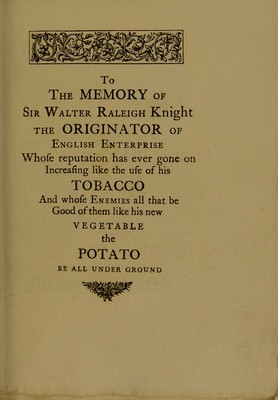 To
The MEMORY of
Sir Walter Raleigh Knight
the ORIGINATOR of
English Enterprise
Whoſe reputation has ever gone on
Increaſing like the uſe of his
TOBACCO
And whoſe Enemies all that be
Good of them like his new
VEGETABLE
the
POTATO
BE ALL UNDER GROUND